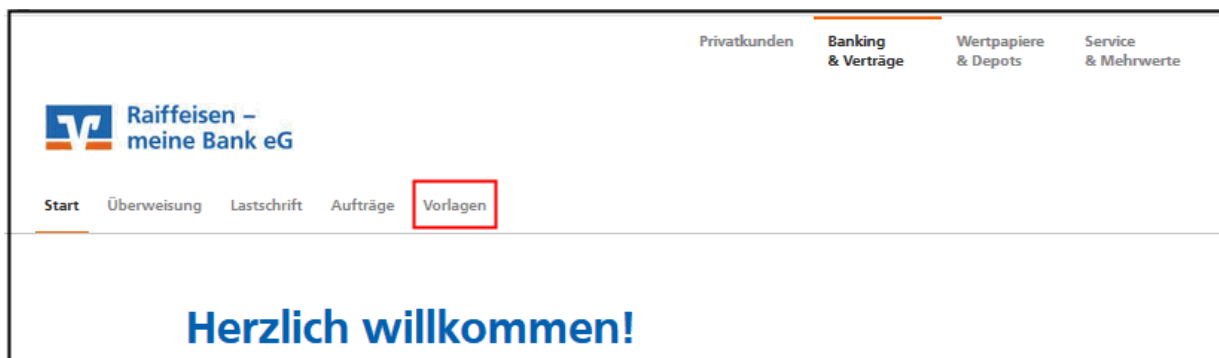 Privatkunden Banking Wertpapiere Service
& Verträge & Depots & Mehrwerte
Raiffeisen –
meine Bank eG
Start Überweisung Lastschrift Aufträge Vorlagen
Herzlich willkommen!